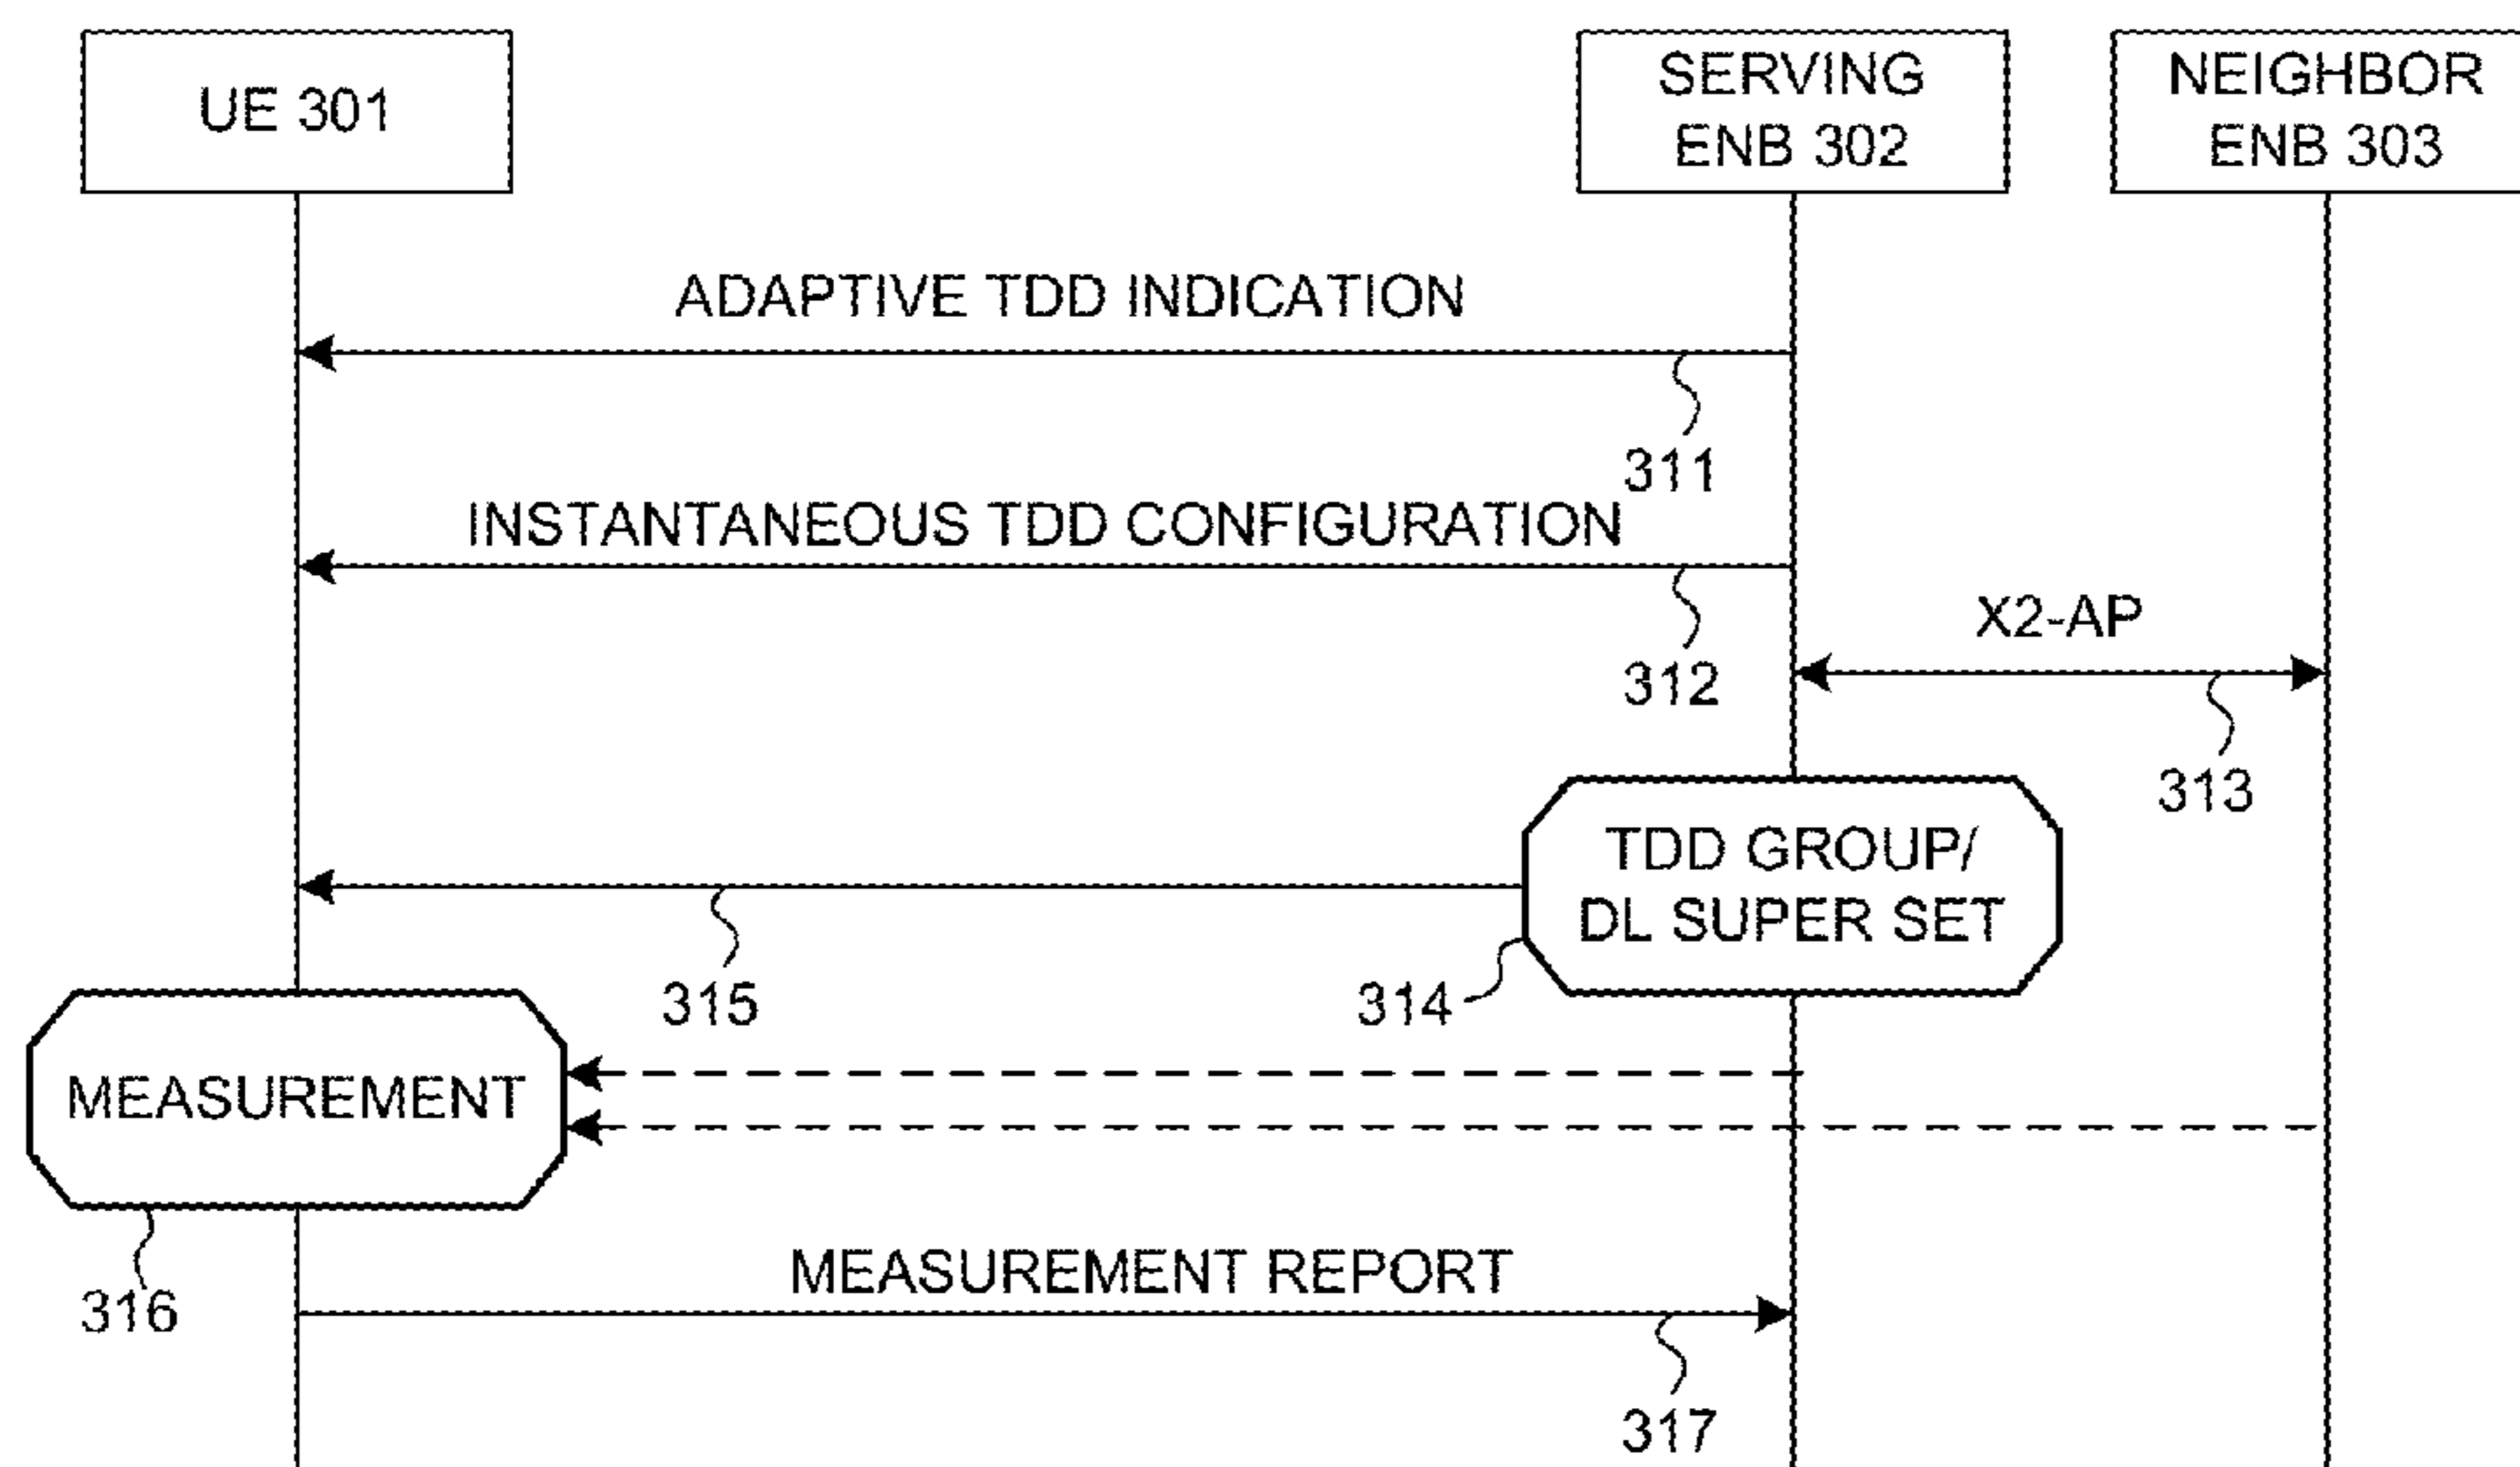 UE 301
SERVING
ENB 302
NEIGHBOR
ENB 303
ADAPTIVE TDD INDICATION
311
INSTANTANEOUS TDD CONFIGURATION
312
X2-AP
313
TDD GROUP/
DL SUPER SET
314
315
MEASUREMENT
316
MEASUREMENT REPORT
317